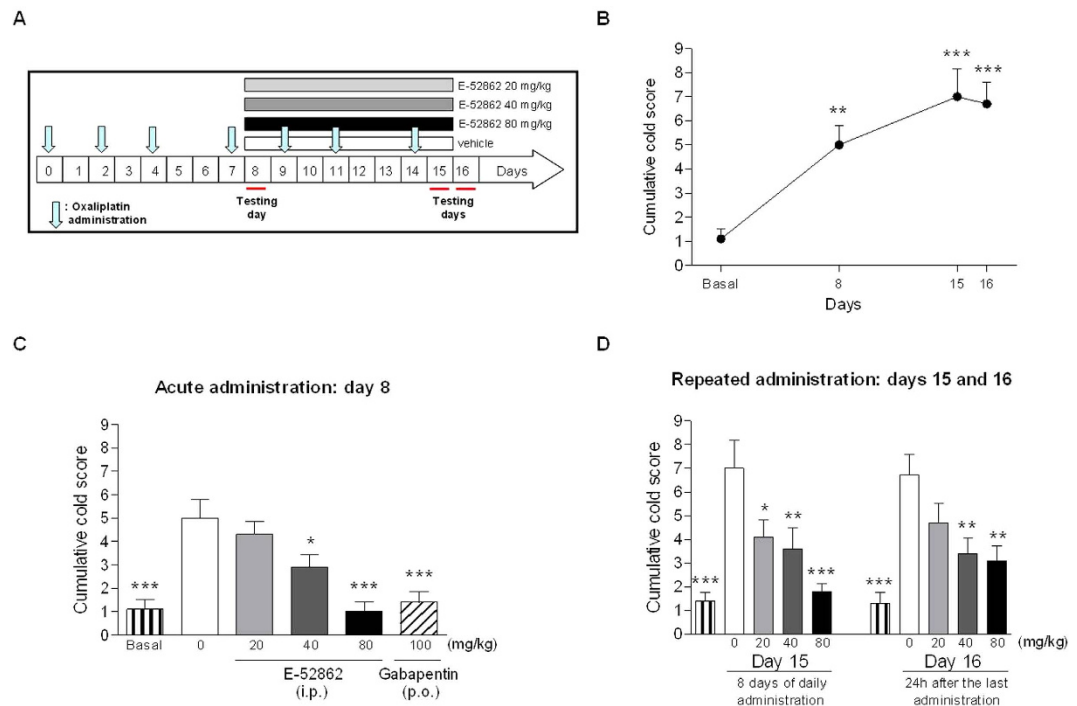 A
E-52862 20 mg/kg
E-52862 40 mg/kg
E-52862 80 mg/kg
vehicle
0 1 2 3 4 5 6 7 8 9 10 11 12 13 14 15 16 Days
Testing day
Testing days
: Oxaliplatin administration
B
Cumulative cold score
9
8
7
6
5
4
3
2
1
0
**
***
***
Basal 8 15 16
Days
C
Acute administration: day 8
Cumulative cold score
9
8
7
6
5
4
3
2
1
0
***
*
***
***
Basal 0 20 40 80 100 (mg/kg)
E-52862 Gabapentin
(i.p.) (p.o.)
D
Repeated administration: days 15 and 16
Cumulative cold score
9
8
7
6
5
4
3
2
1
0
***
*
**
***
***
**
**
0 20 40 80 0 20 40 80 (mg/kg)
Day 15 Day 16
8 days of daily 24h after the last
administration administration